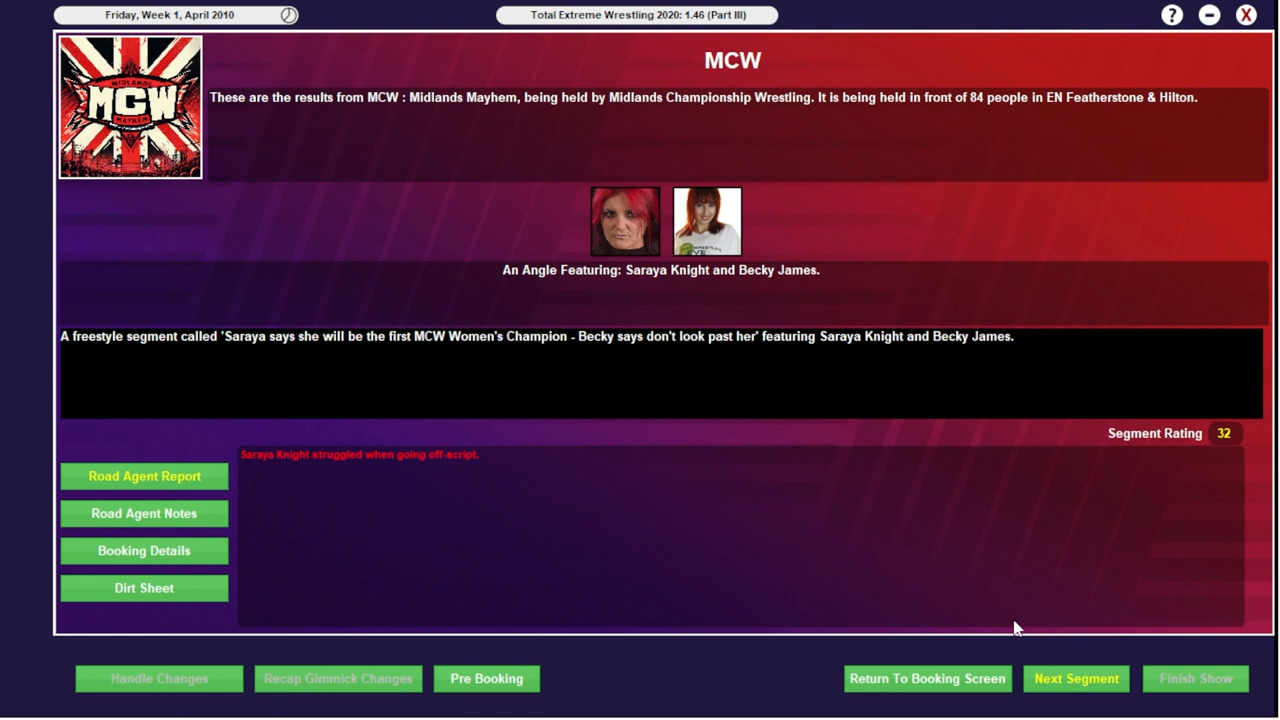 Friday, Week 1, April 2010
Total Extreme Wrestling 2020: 1.46 (Part III)
?
X
MIDLANDS
MCW
MAYHEM
MCW
These are the results from MCW : Midlands Mayhem, being held by Midlands Championship Wrestling. It is being held in front of 84 people in EN Featherstone & Hilton.
An Angle Featuring: Saraya Knight and Becky James.
A freestyle segment called 'Saraya says she will be the first MCW Women's Champion - Becky says don't look past her' featuring Saraya Knight and Becky James.
Segment Rating 32
Saraya Knight struggled when going off-script.
Road Agent Report
Road Agent Notes
Booking Details
Dirt Sheet
Handle Changes
Recap Gimmick Changes
Pre Booking
Return To Booking Screen
Next Segment
Finish Show